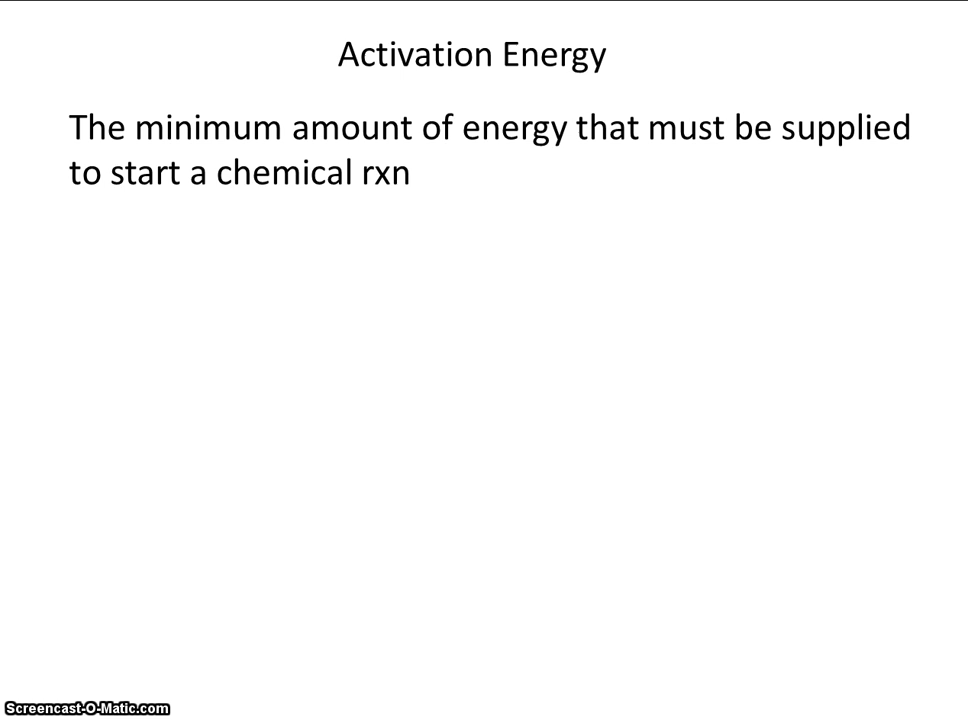 Activation Energy
The minimum amount of energy that must be supplied
to start a chemical rxn
Screencast-O-Matic.com